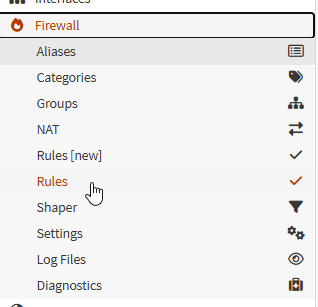 Interfaces
Firewall
Aliases
Categories
Groups
NAT
Rules [new]
Rules
Shaper
Settings
Log Files
Diagnostics